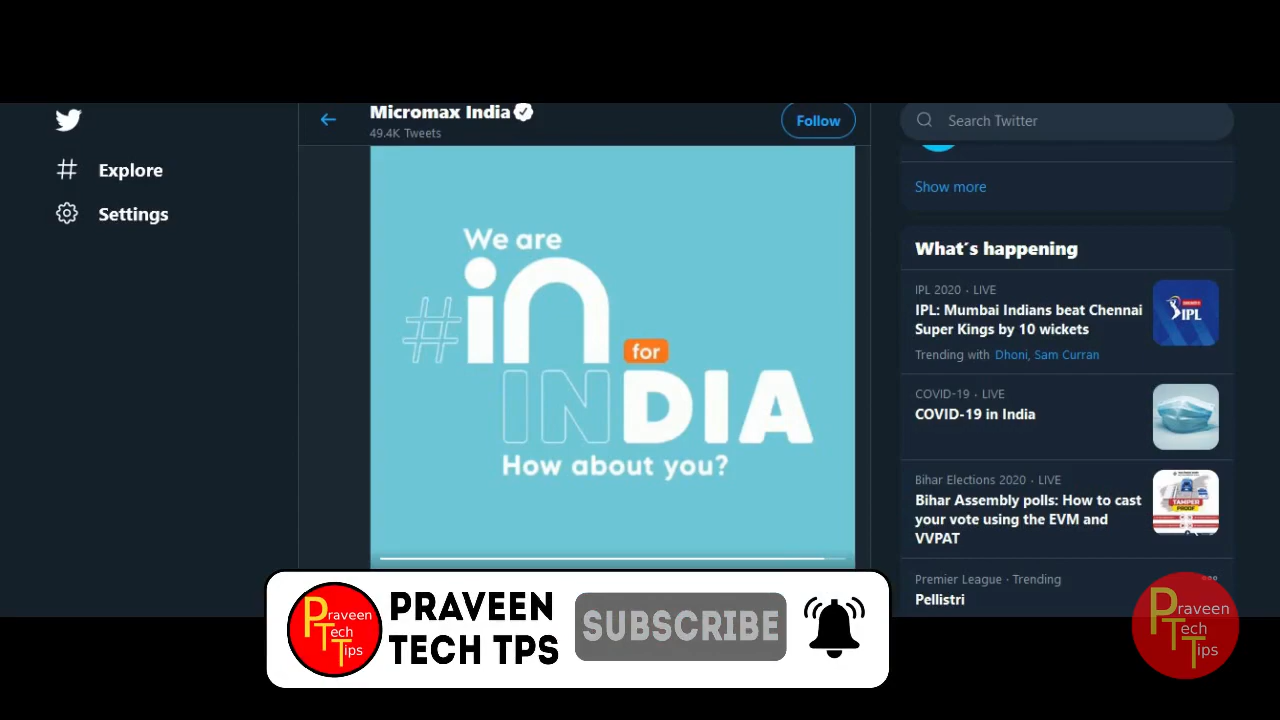 Micromax India
49.4K Tweets
Follow
Search Twitter
Explore
Settings
Show more
We are
#in
for
INDIA
How about you?
What's happening
IPL 2020 · LIVE
IPL: Mumbai Indians beat Chennai
Super Kings by 10 wickets
Trending with Dhoni, Sam Curran
IPL
COVID-19 · LIVE
COVID-19 in India
Bihar Elections 2020 · LIVE
Bihar Assembly polls: How to cast
your vote using the EVM and
VVPAT
TAMPER
PROOF
Premier League · Trending
Pellistri
Praveen
Tech
Tips
PRAVEEN
TECH TPS
SUBSCRIBE
Praveen
Tech
Tips